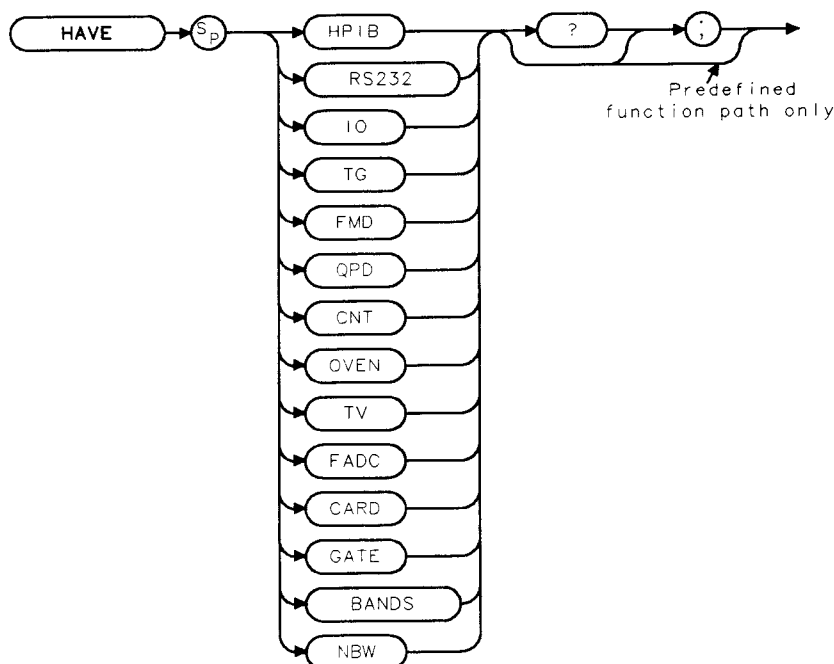 HAVE SP HPIB ? ;
RS232
Predefined
function path only
IO
TG
FMD
QPD
CNT
OVEN
TV
FADC
CARD
GATE
BANDS
NBW